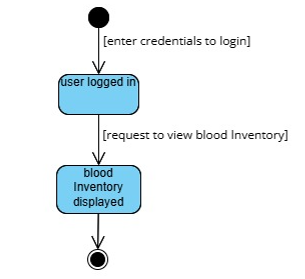 [enter credentials to login]
user logged in
[request to view blood Inventory]
blood
Inventory
displayed